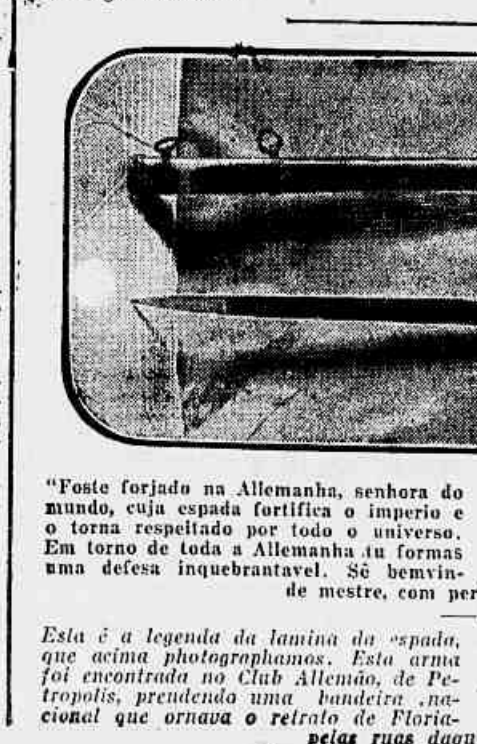 "Foste forjado na Allemanha, senhora do
mundo, cuja espada fortifica o imperio e
o torna respeitado por todo o universo.
Em torno de toda a Allemanha tu formas
uma defesa inquebrantavel. Sê bemvin-
de mestre, com per
Esta é a legenda da lamina da espada,
que acima photographamos. Esta arma
foi encontrada no Club Allemão, de Pe-
tropolis, prendendo uma bandeira na-
cional que ornava o retrato de Floria-
pelas ruas daqu